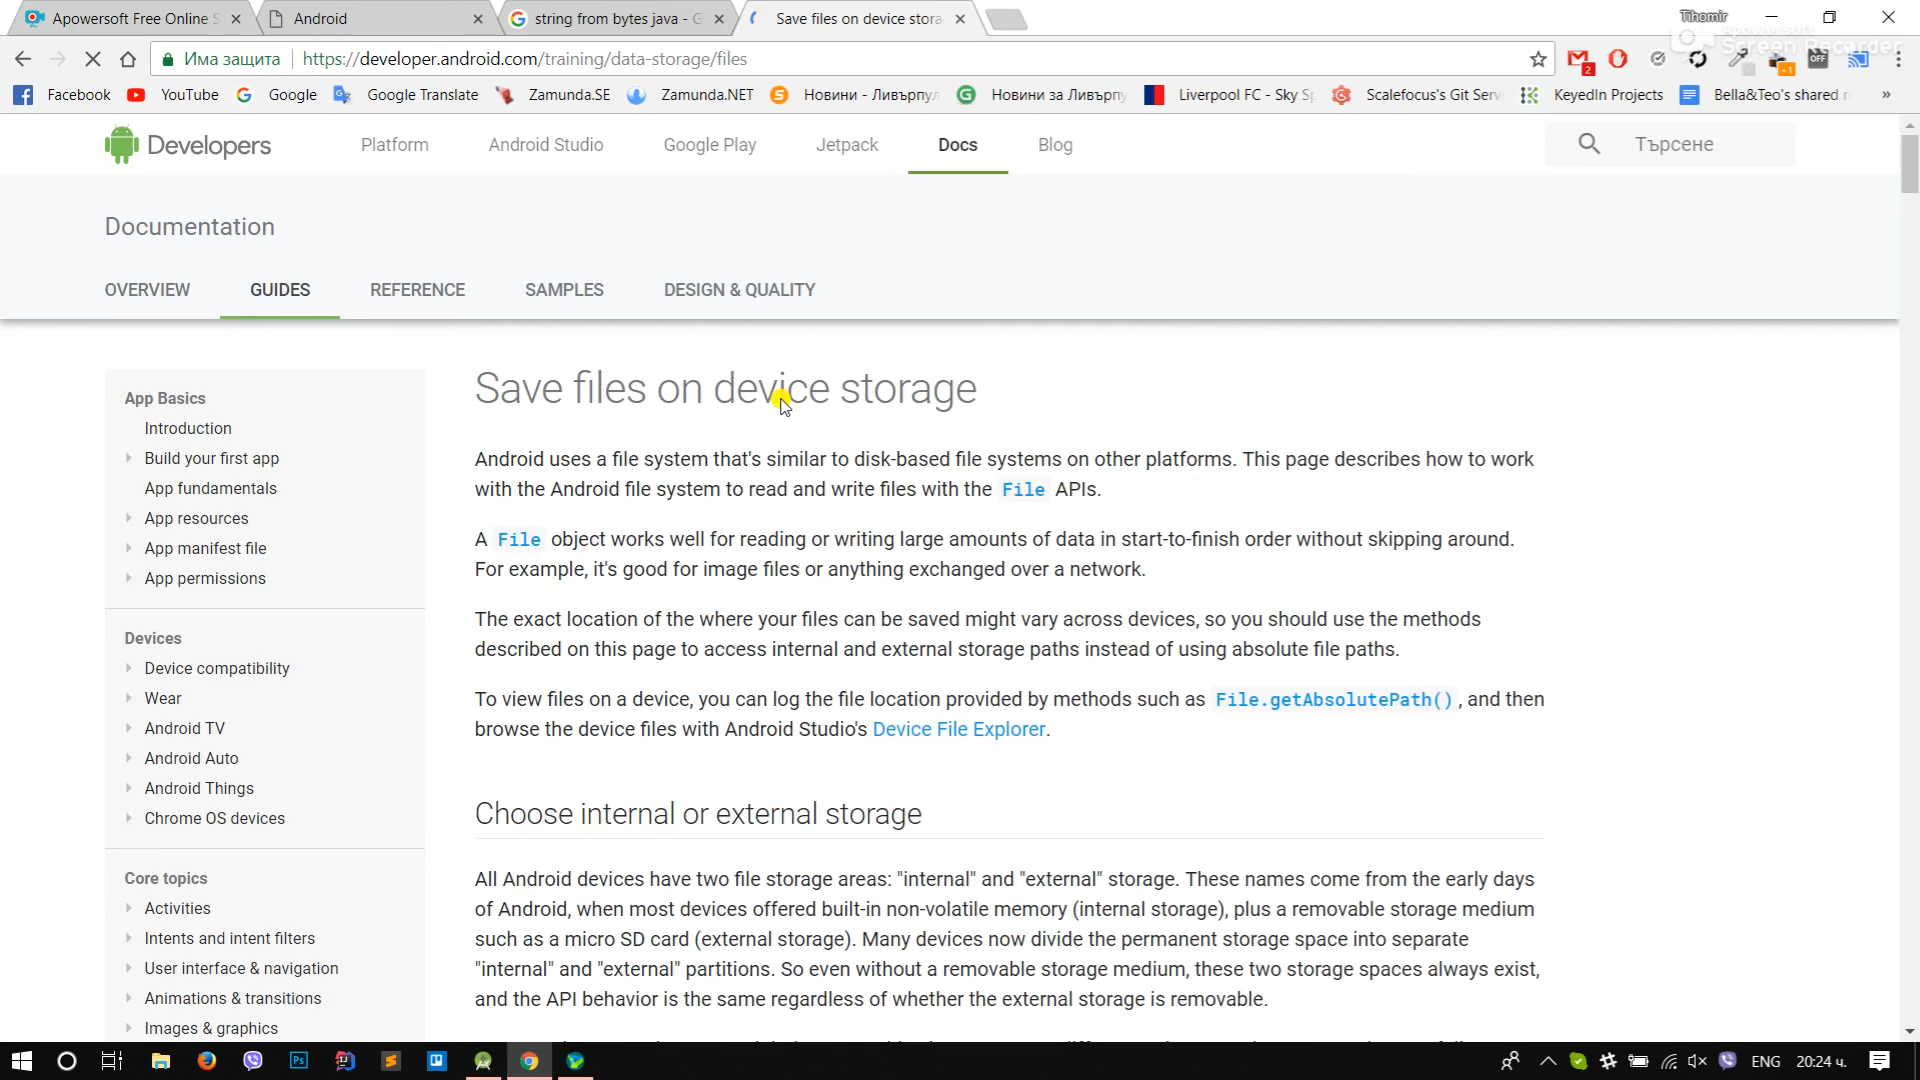 Apowersoft Free Online S
Android
string from bytes java - G
Save files on device stora
Tihomir
Има защита
https://developer.android.com/training/data-storage/files
Apowersoft
Screen Recorder
2
+1
OFF
Facebook
YouTube
Google
Google Translate
Zamunda.SE
Zamunda.NET
Новини - Ливърпул
Новини за Ливърпу
Liverpool FC - Sky Sp
Scalefocus's Git Serv
KeyedIn Projects
Bella&Teo's shared r
»
Developers
Platform
Android Studio
Google Play
Jetpack
Docs
Blog
Търсене
Documentation
OVERVIEW
GUIDES
REFERENCE
SAMPLES
DESIGN & QUALITY
App Basics
Introduction
Build your first app
App fundamentals
App resources
App manifest file
App permissions
Devices
Device compatibility
Wear
Android TV
Android Auto
Android Things
Chrome OS devices
Core topics
Activities
Intents and intent filters
User interface & navigation
Animations & transitions
Images & graphics
Save files on device storage
Android uses a file system that's similar to disk-based file systems on other platforms. This page describes how to work
with the Android file system to read and write files with the File APIs.
A File object works well for reading or writing large amounts of data in start-to-finish order without skipping around.
For example, it's good for image files or anything exchanged over a network.
The exact location of the where your files can be saved might vary across devices, so you should use the methods
described on this page to access internal and external storage paths instead of using absolute file paths.
To view files on a device, you can log the file location provided by methods such as File.getAbsolutePath(), and then
browse the device files with Android Studio's Device File Explorer.
Choose internal or external storage
All Android devices have two file storage areas: "internal" and "external" storage. These names come from the early days
of Android, when most devices offered built-in non-volatile memory (internal storage), plus a removable storage medium
such as a micro SD card (external storage). Many devices now divide the permanent storage space into separate
"internal" and "external" partitions. So even without a removable storage medium, these two storage spaces always exist,
and the API behavior is the same regardless of whether the external storage is removable.
Ps
ENG
20:24 ч.